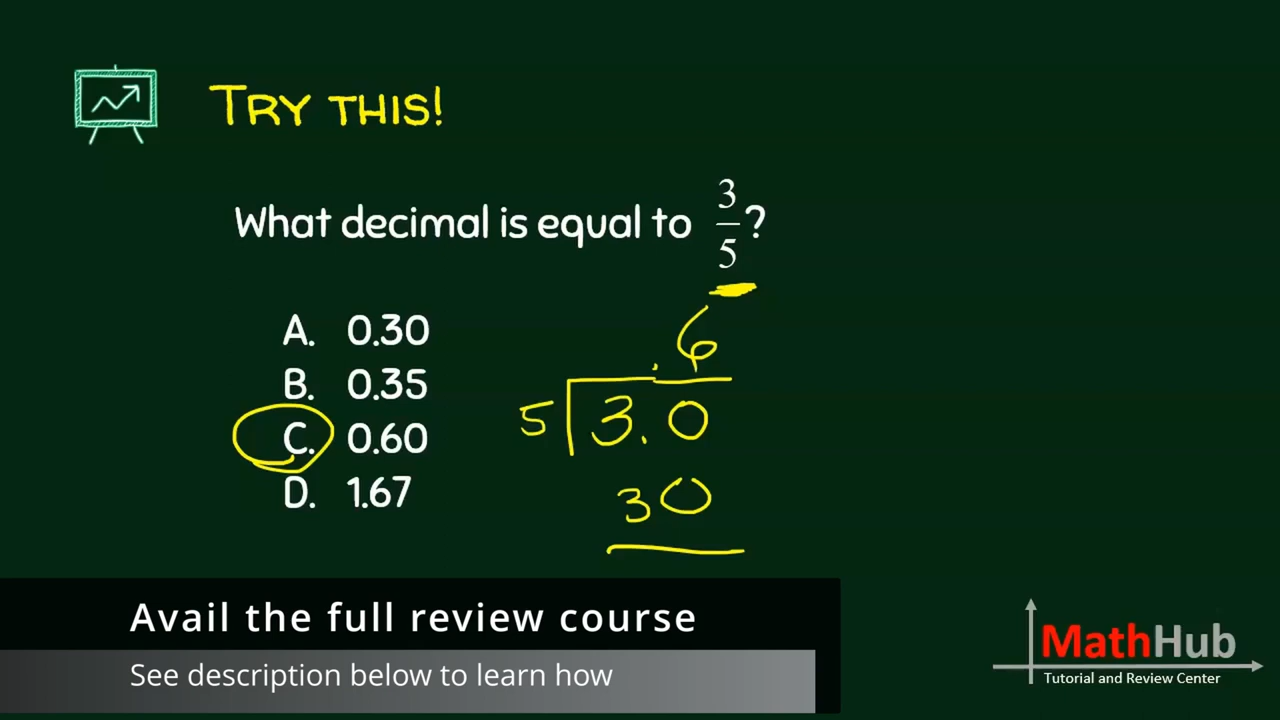 TRY THIS!
What decimal is equal to 3/5?
A. 0.30
B. 0.35
C. 0.60
D. 1.67
.6
5 3.0
30
Avail the full review course
See description below to learn how
MathHub
Tutorial and Review Center